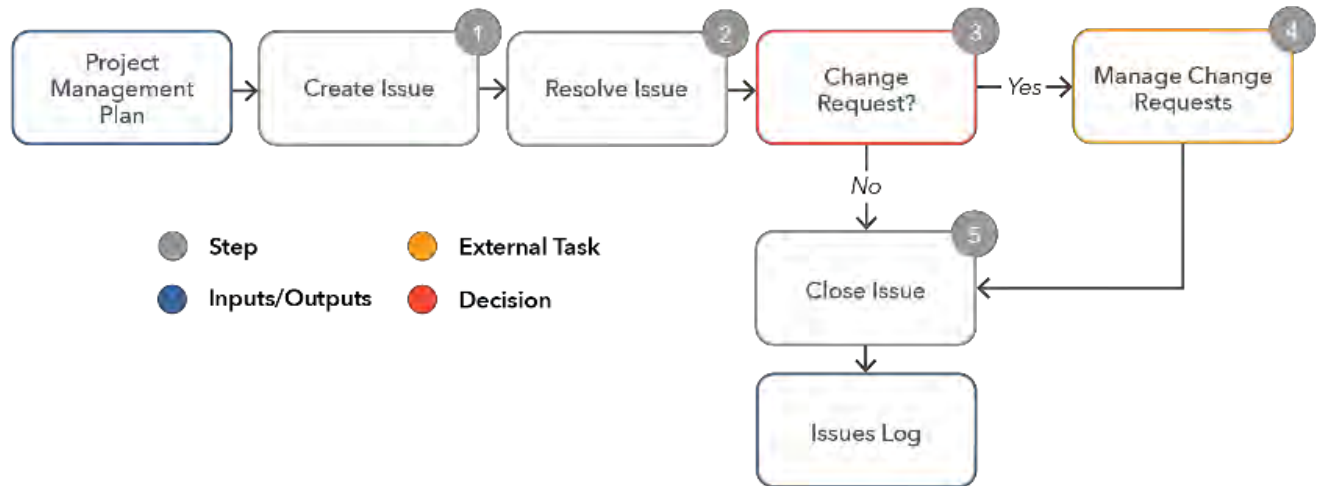 Project
Management
Plan
1
Create Issue
2
Resolve Issue
3
Change
Request?
Yes
4
Manage Change
Requests
No
5
Close Issue
Issues Log
Step
External Task
Inputs/Outputs
Decision